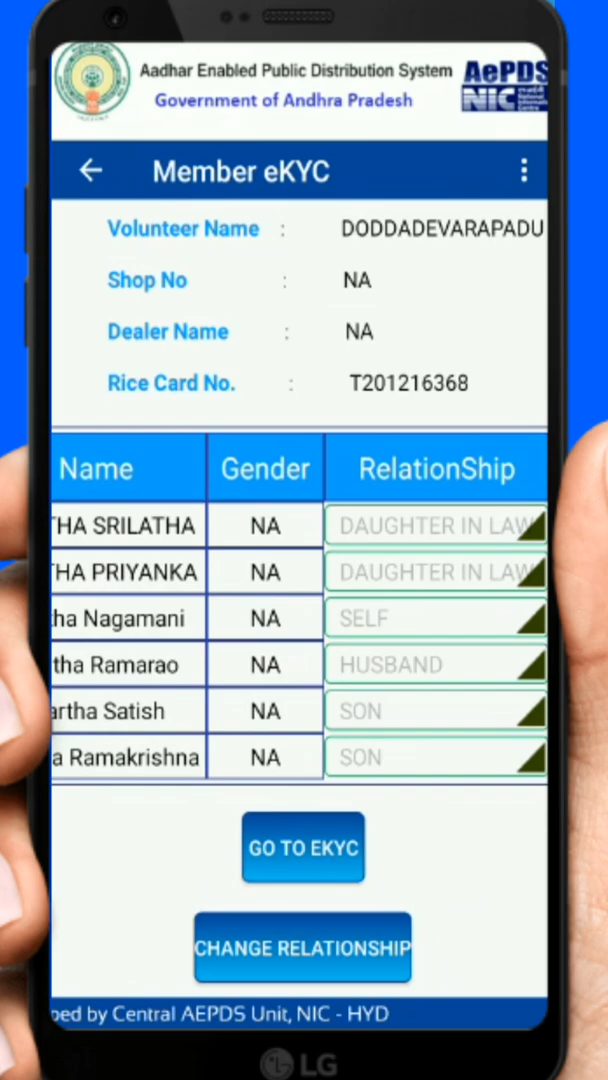 Aadhar Enabled Public Distribution System
Government of Andhra Pradesh
AePDS
NIC
National
Informatics
Centre
Member eKYC
Volunteer Name : DODDADEVARAPADU
Shop No : NA
Dealer Name : NA
Rice Card No. : T201216368
Name Gender RelationShip
THA SRILATHA NA DAUGHTER IN LAW
THA PRIYANKA NA DAUGHTER IN LAW
tha Nagamani NA SELF
tha Ramarao NA HUSBAND
artha Satish NA SON
a Ramakrishna NA SON
GO TO EKYC
CHANGE RELATIONSHIP
ped by Central AEPDS Unit, NIC - HYD
LG